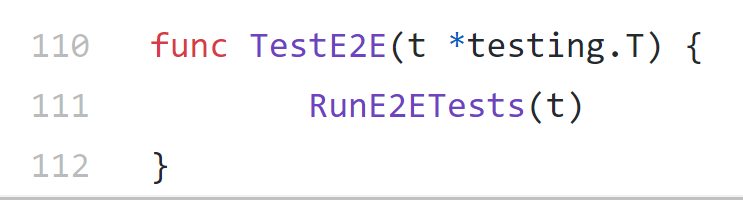 110 func TestE2E(t *testing.T) {
111 RunE2ETests(t)
112 }